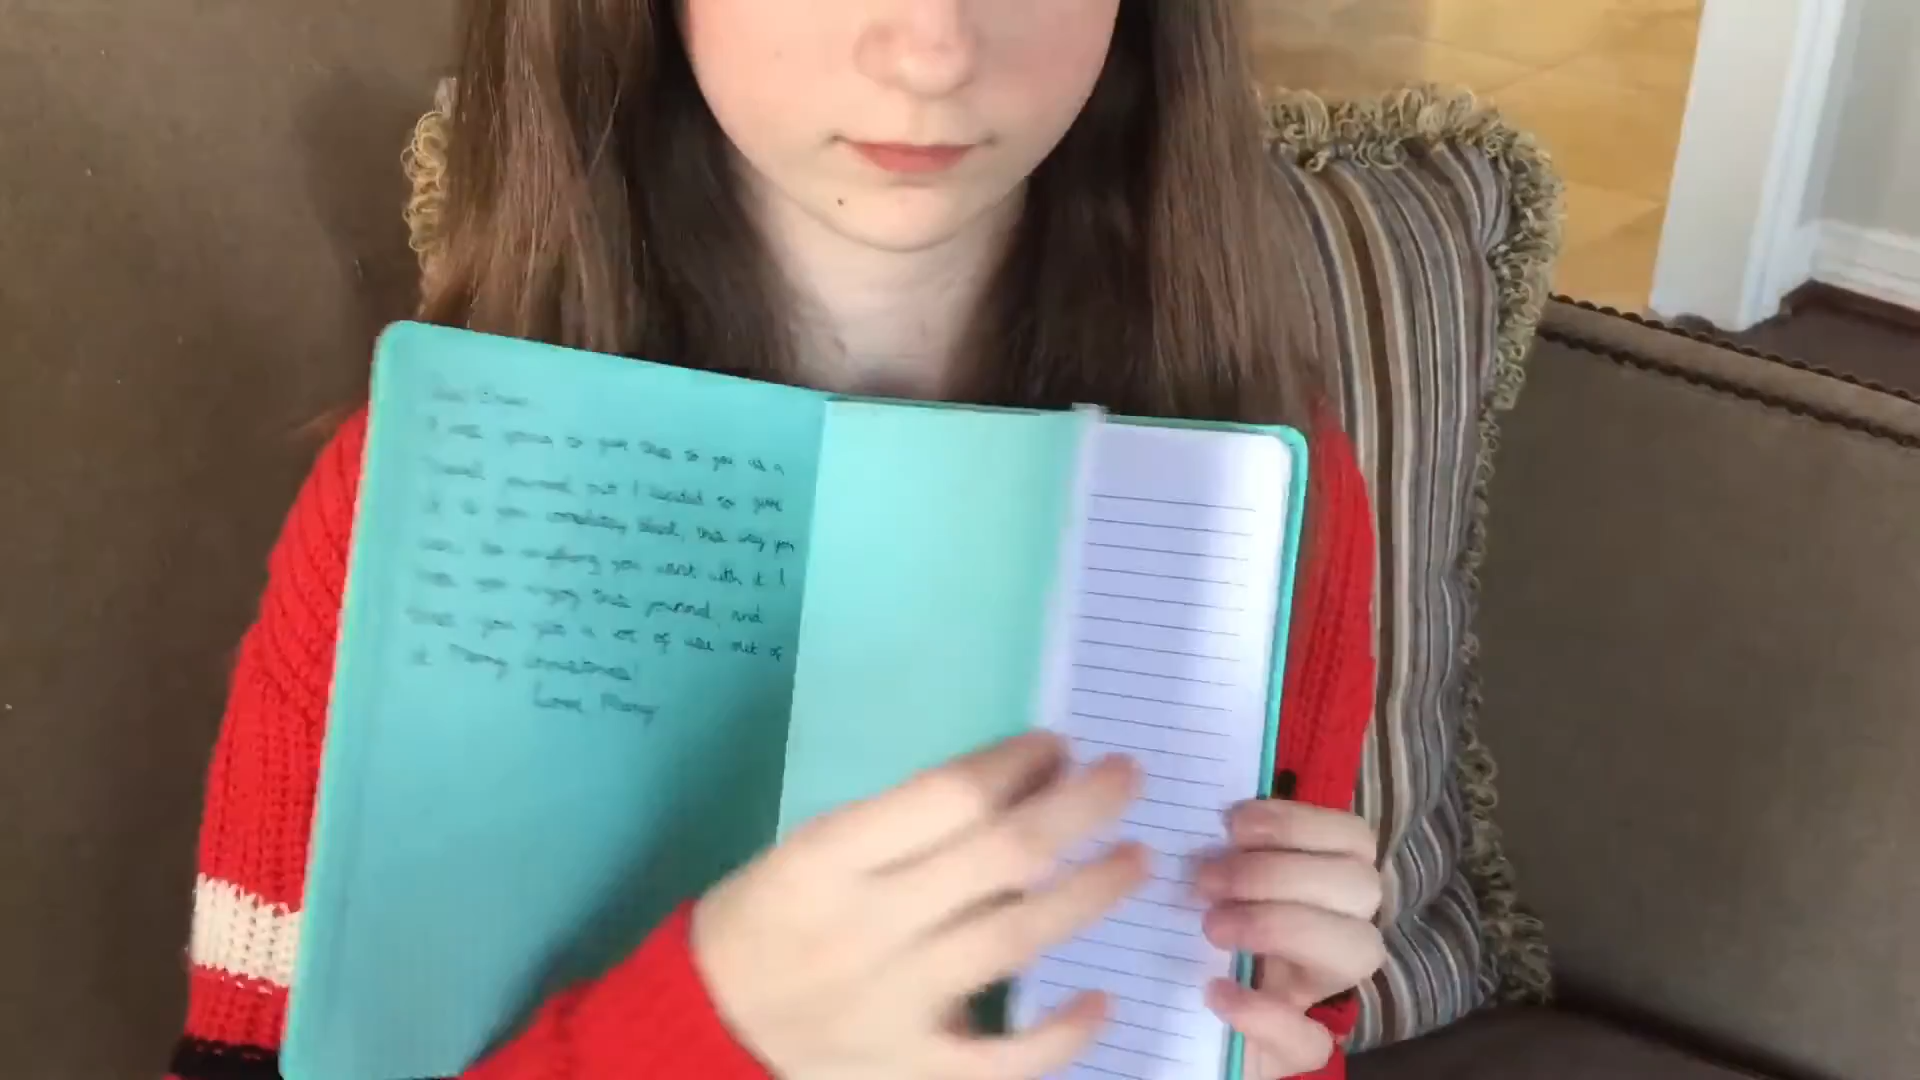 Dear
I was going to give this to you as a
journal but I decided to give
it to you completely blank, this way you
can do anything you want with it I
hope you enjoy this journal, and
that you get a lot of use out of
it Merry Christmas!
Love,